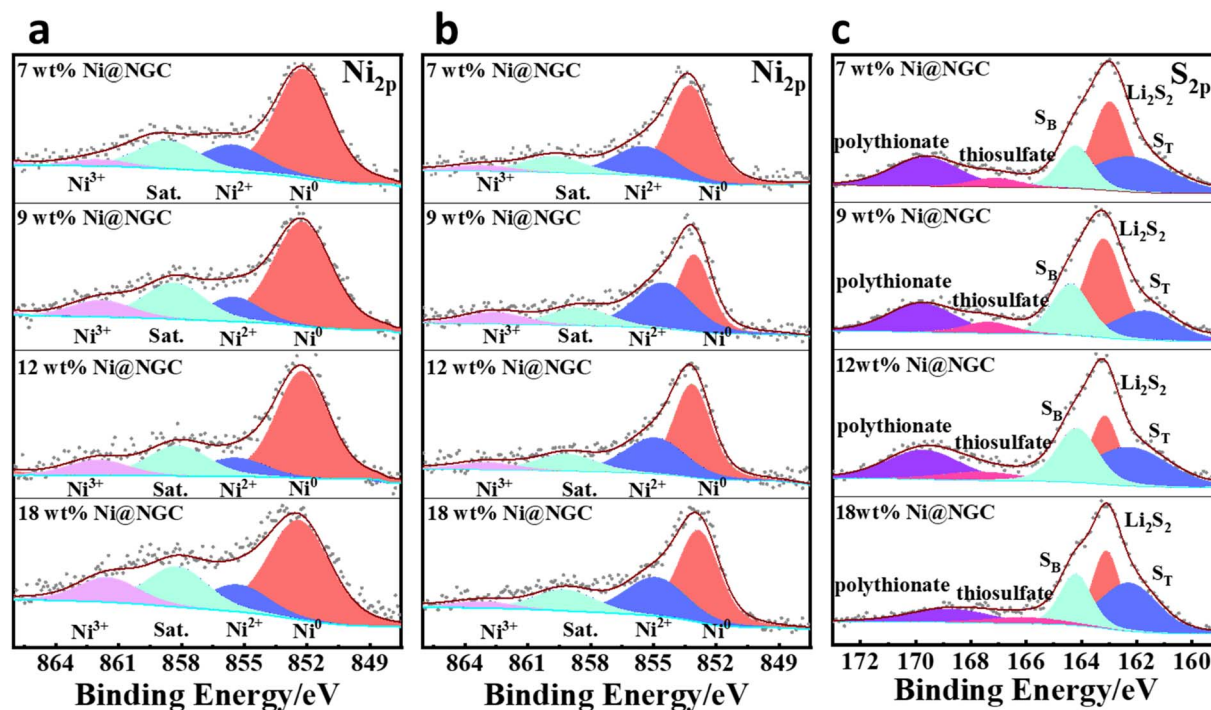 a
7 wt% Ni@NGC
Ni2p
Ni3+ Sat. Ni2+ Ni0
9 wt% Ni@NGC
Ni3+ Sat. Ni2+ Ni0
12 wt% Ni@NGC
Ni3+ Sat. Ni2+ Ni0
18 wt% Ni@NGC
Ni3+ Sat. Ni2+ Ni0
864 861 858 855 852 849
Binding Energy/eV
b
7 wt% Ni@NGC
Ni2p
Ni3+ Sat. Ni2+ Ni0
9 wt% Ni@NGC
Ni3+ Sat. Ni2+ Ni0
12 wt% Ni@NGC
Ni3+ Sat. Ni2+ Ni0
18 wt% Ni@NGC
Ni3+ Sat. Ni2+ Ni0
864 861 858 855 852 849
Binding Energy/eV
c
7 wt% Ni@NGC
S2p
polythionate thiosulfate SB Li2S2 ST
9 wt% Ni@NGC
polythionate thiosulfate SB Li2S2 ST
12wt% Ni@NGC
polythionate thiosulfate SB Li2S2 ST
18wt% Ni@NGC
polythionate thiosulfate SB Li2S2 ST
172 170 168 166 164 162 160
Binding Energy/eV